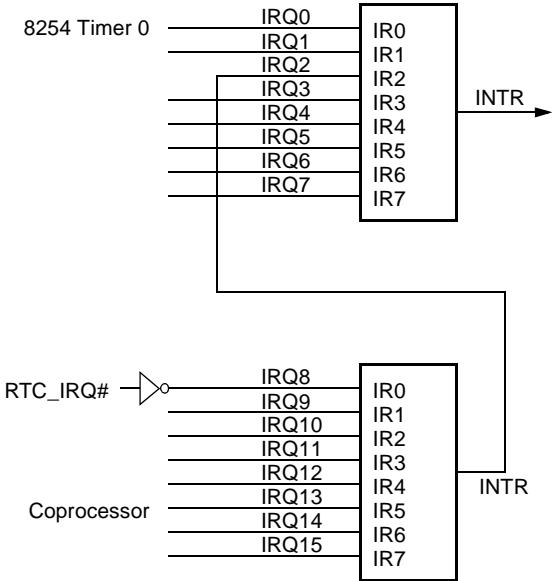 8254 Timer 0 IRQ0 IR0
IRQ1 IR1
IRQ2 IR2
IRQ3 IR3 INTR
IRQ4 IR4
IRQ5 IR5
IRQ6 IR6
IRQ7 IR7
RTC_IRQ# IRQ8 IR0
IRQ9 IR1
IRQ10 IR2
IRQ11 IR3
IRQ12 IR4 INTR
Coprocessor IRQ13 IR5
IRQ14 IR6
IRQ15 IR7